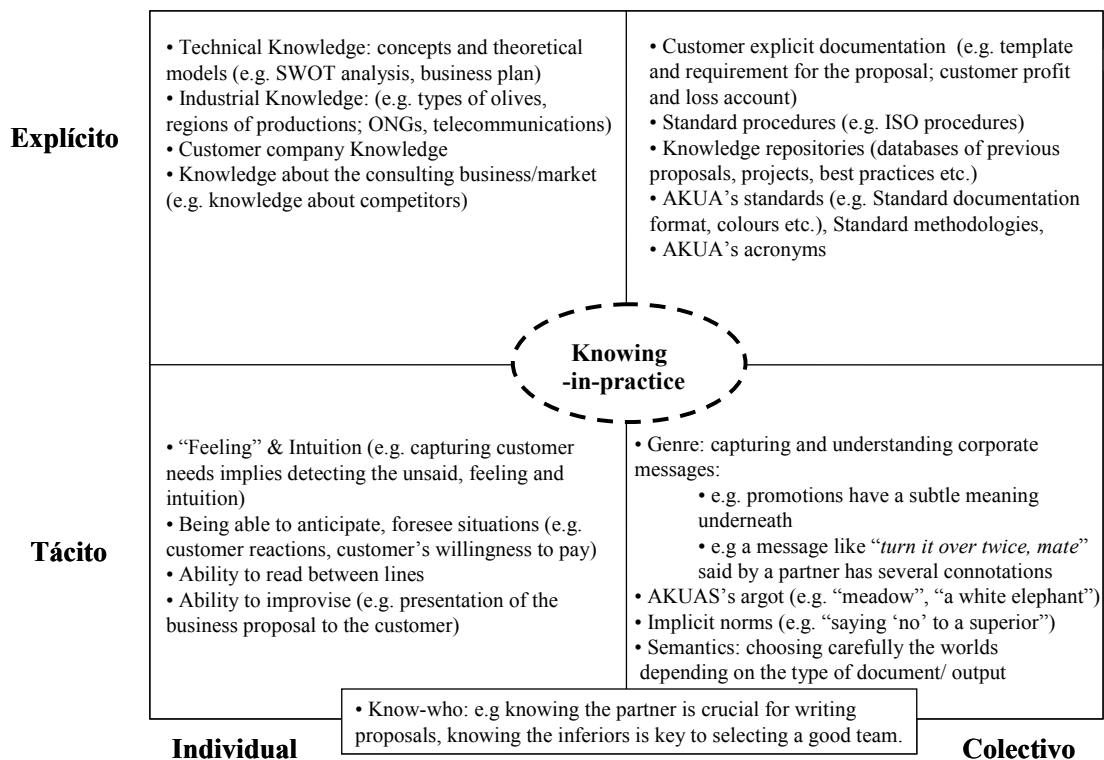 Explícito
• Technical Knowledge: concepts and theoretical
models (e.g. SWOT analysis, business plan)
• Industrial Knowledge: (e.g. types of olives,
regions of productions; ONGs, telecommunications)
• Customer company Knowledge
• Knowledge about the consulting business/market
(e.g. knowledge about competitors)
• Customer explicit documentation (e.g. template
and requirement for the proposal; customer profit
and loss account)
• Standard procedures (e.g. ISO procedures)
• Knowledge repositories (databases of previous
proposals, projects, best practices etc.)
• AKUA’s standards (e.g. Standard documentation
format, colours etc.), Standard methodologies,
• AKUA’s acronyms
Knowing
-in-practice
Tácito
• “Feeling” & Intuition (e.g. capturing customer
needs implies detecting the unsaid, feeling and
intuition)
• Being able to anticipate, foresee situations (e.g.
customer reactions, customer’s willingness to pay)
• Ability to read between lines
• Ability to improvise (e.g. presentation of the
business proposal to the customer)
• Genre: capturing and understanding corporate
messages:
• e.g. promotions have a subtle meaning
underneath
• e.g a message like “turn it over twice, mate”
said by a partner has several connotations
• AKUAS’s argot (e.g. “meadow”, “a white elephant”)
• Implicit norms (e.g. “saying ‘no’ to a superior”)
• Semantics: choosing carefully the worlds
depending on the type of document/ output
• Know-who: e.g knowing the partner is crucial for writing
proposals, knowing the inferiors is key to selecting a good team.
Individual
Colectivo